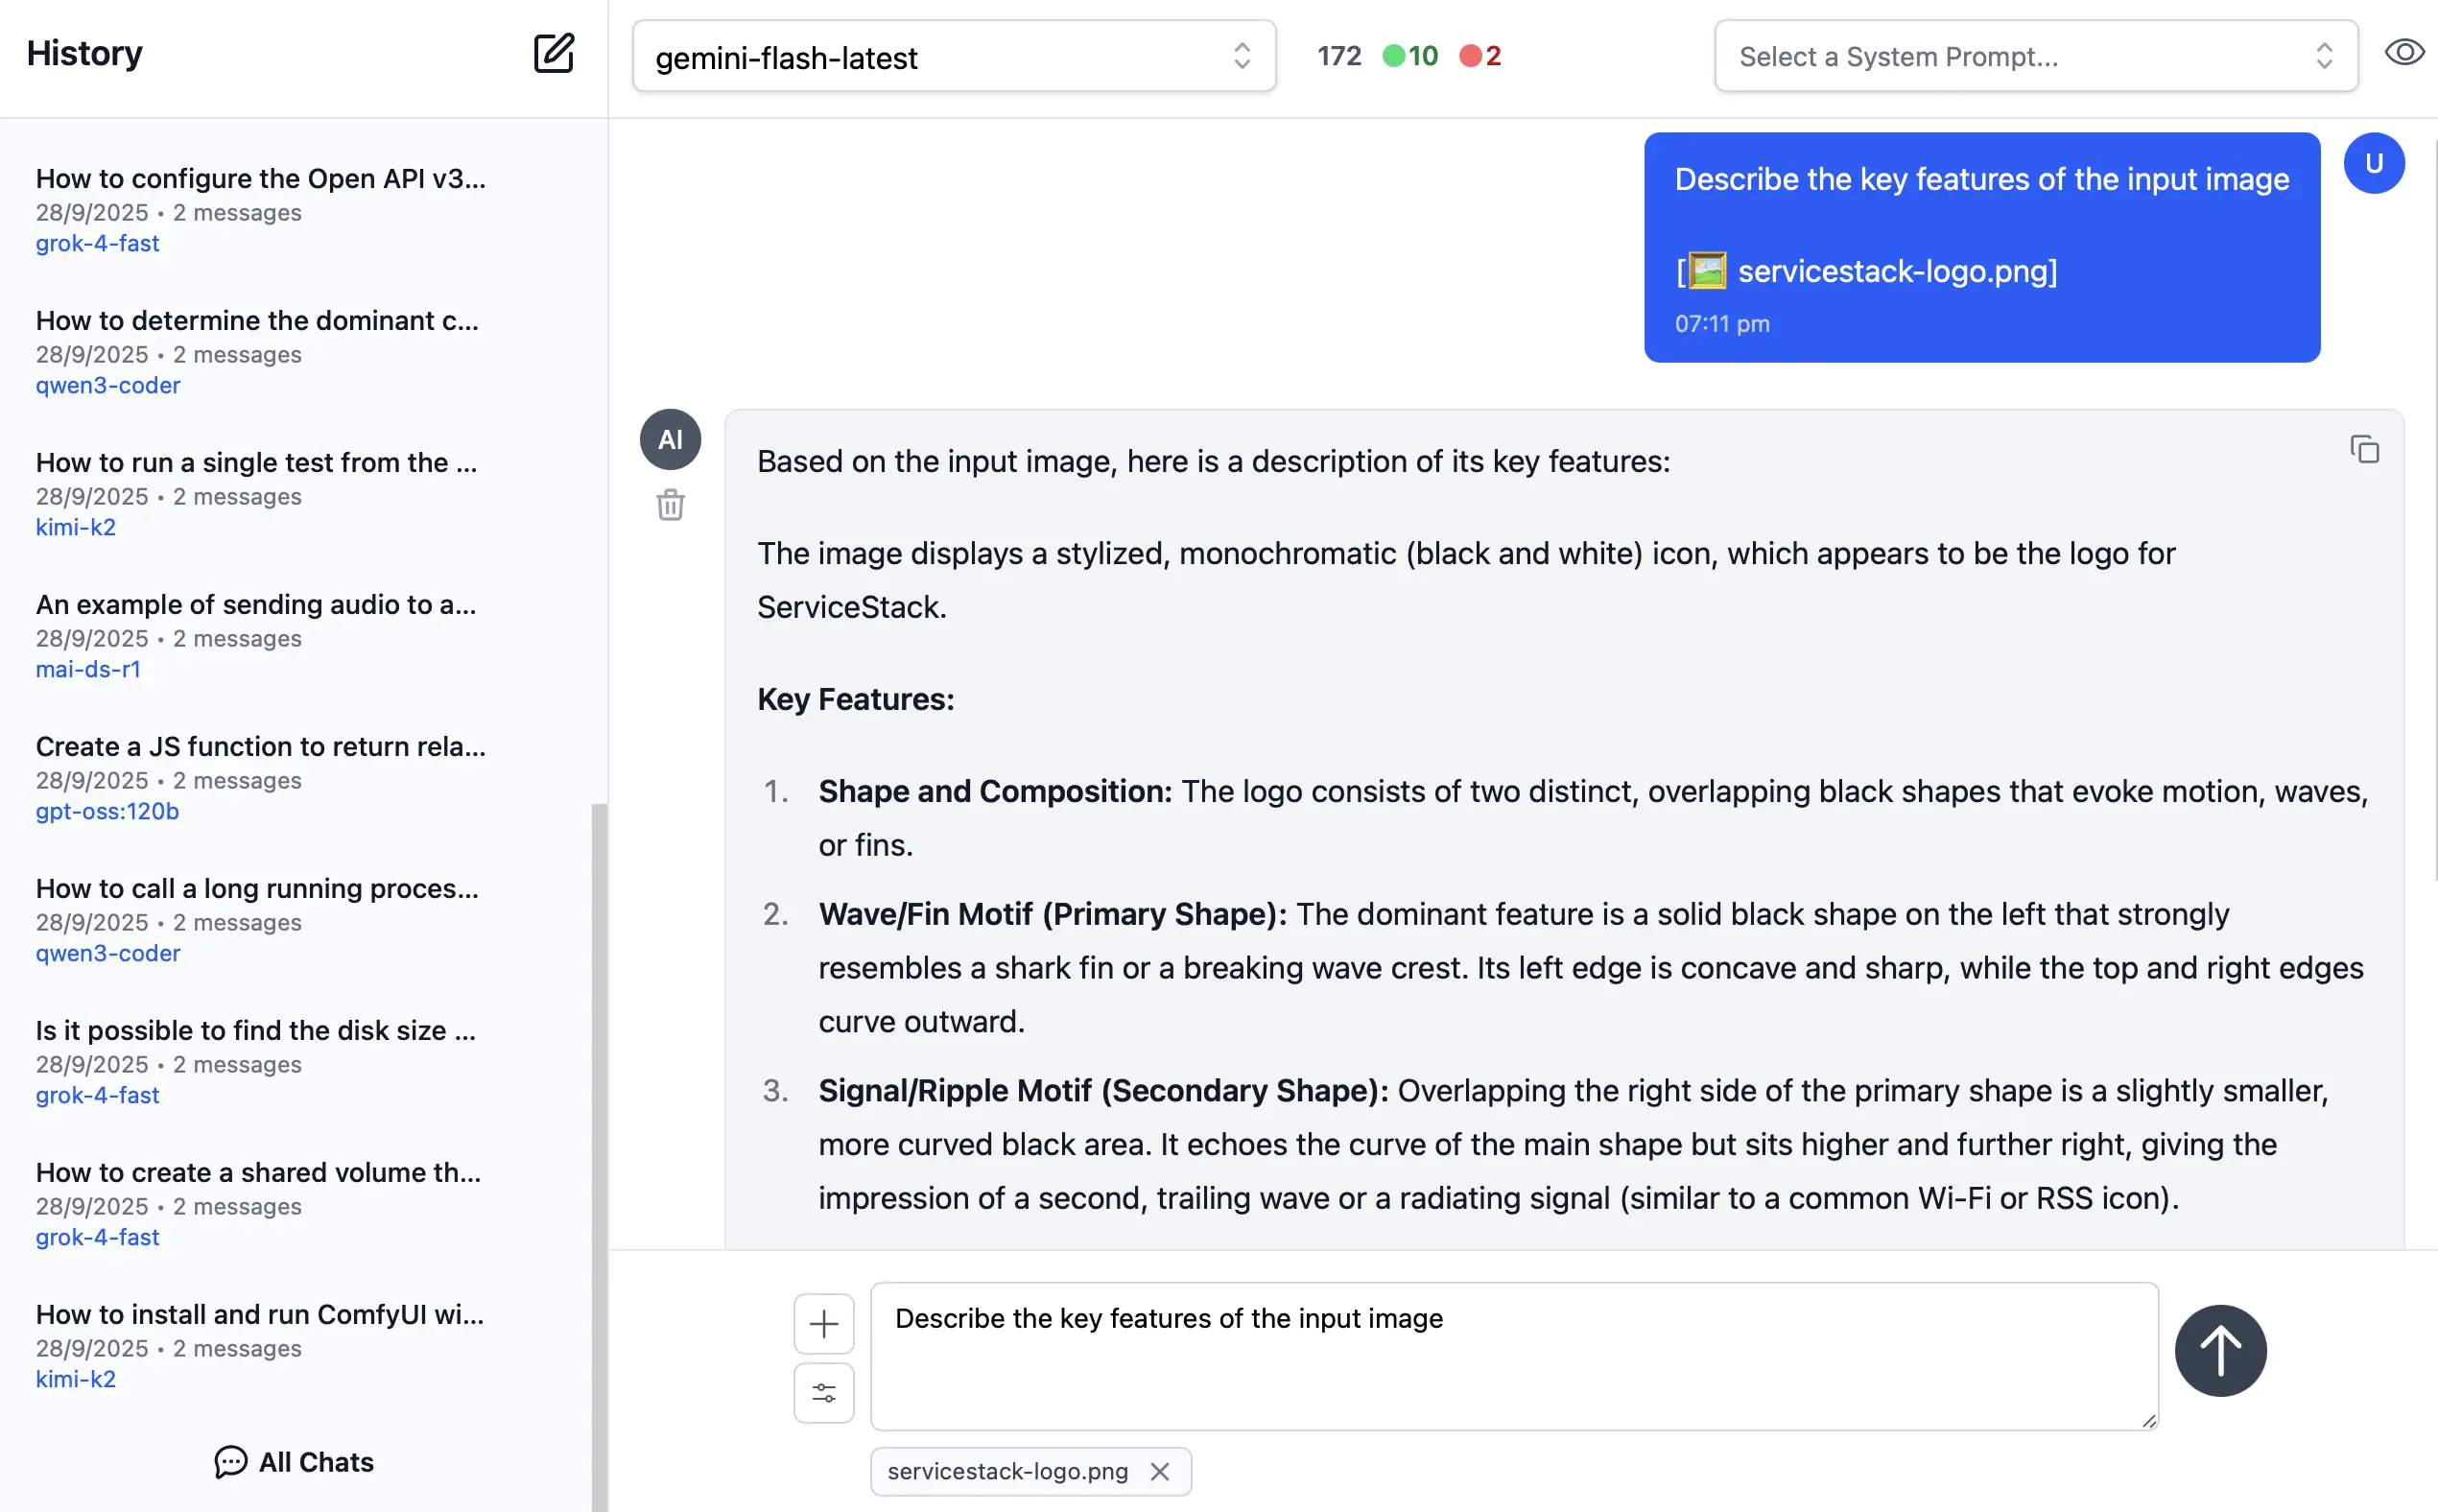 History
How to configure the Open API v3...
28/9/2025 • 2 messages
grok-4-fast
How to determine the dominant c...
28/9/2025 • 2 messages
qwen3-coder
How to run a single test from the ...
28/9/2025 • 2 messages
kimi-k2
An example of sending audio to a...
28/9/2025 • 2 messages
mai-ds-r1
Create a JS function to return rela...
28/9/2025 • 2 messages
gpt-oss:120b
How to call a long running proces...
28/9/2025 • 2 messages
qwen3-coder
Is it possible to find the disk size ...
28/9/2025 • 2 messages
grok-4-fast
How to create a shared volume th...
28/9/2025 • 2 messages
grok-4-fast
How to install and run ComfyUI wi...
28/9/2025 • 2 messages
kimi-k2
All Chats
gemini-flash-latest
172 10 2
Select a System Prompt...
Describe the key features of the input image
[🖼️ servicestack-logo.png]
07:11 pm
U
AI
Based on the input image, here is a description of its key features:
The image displays a stylized, monochromatic (black and white) icon, which appears to be the logo for
ServiceStack.
Key Features:
1. Shape and Composition: The logo consists of two distinct, overlapping black shapes that evoke motion, waves,
or fins.
2. Wave/Fin Motif (Primary Shape): The dominant feature is a solid black shape on the left that strongly
resembles a shark fin or a breaking wave crest. Its left edge is concave and sharp, while the top and right edges
curve outward.
3. Signal/Ripple Motif (Secondary Shape): Overlapping the right side of the primary shape is a slightly smaller,
more curved black area. It echoes the curve of the main shape but sits higher and further right, giving the
impression of a second, trailing wave or a radiating signal (similar to a common Wi-Fi or RSS icon).
Describe the key features of the input image
servicestack-logo.png